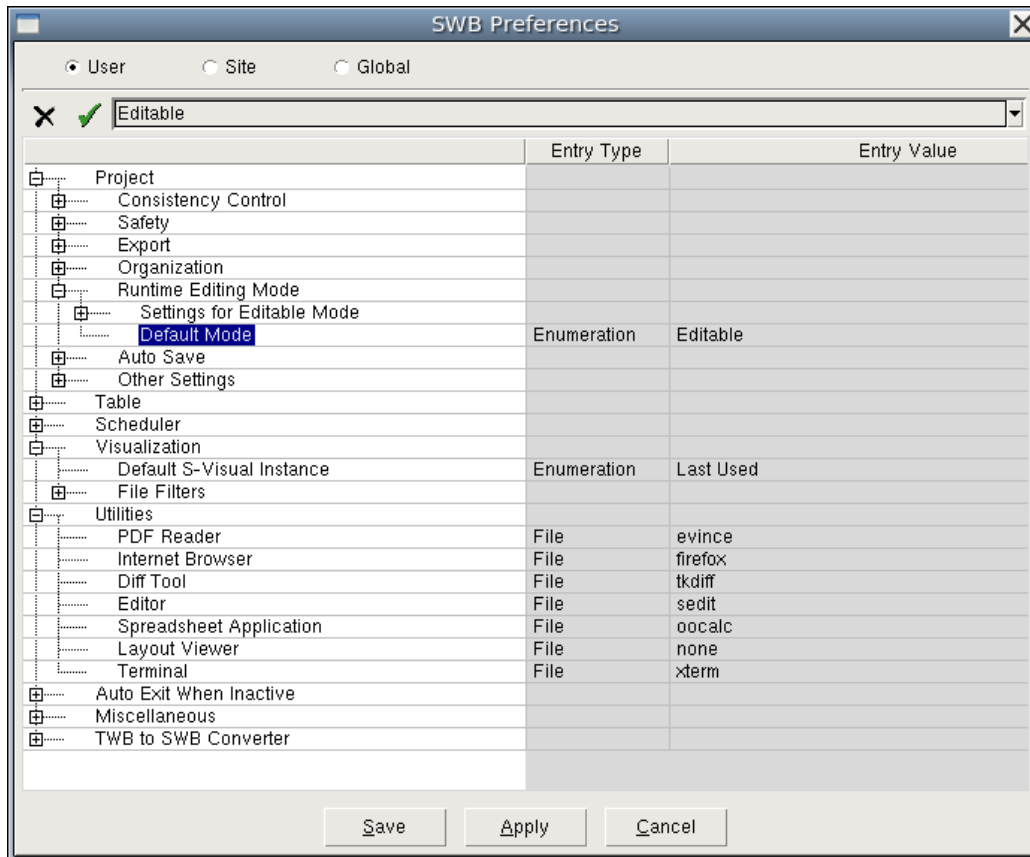 SWB Preferences
User Site Global
Editable
Entry Type Entry Value
Project
Consistency Control
Safety
Export
Organization
Runtime Editing Mode
Settings for Editable Mode
Default Mode Enumeration Editable
Auto Save
Other Settings
Table
Scheduler
Visualization
Default S-Visual Instance Enumeration Last Used
File Filters
Utilities
PDF Reader File evince
Internet Browser File firefox
Diff Tool File tkdiff
Editor File sedit
Spreadsheet Application File oocalc
Layout Viewer File none
Terminal File xterm
Auto Exit When Inactive
Miscellaneous
TWB to SWB Converter
Save Apply Cancel